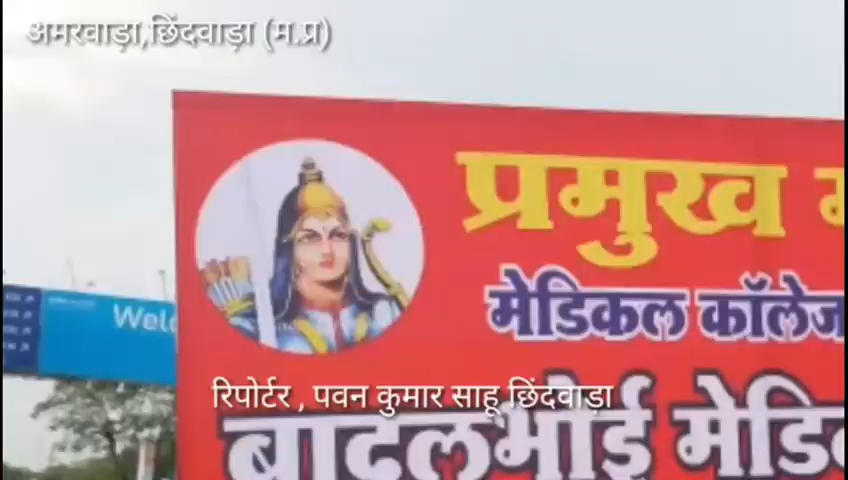 अमरवाड़ा,छिंदवाड़ा (म.प्र)
प्रमुख
मेडिकल कॉलेज
Wel
रिपोर्टर , पवन कुमार साहू छिंदवाड़ा
बादलभोई